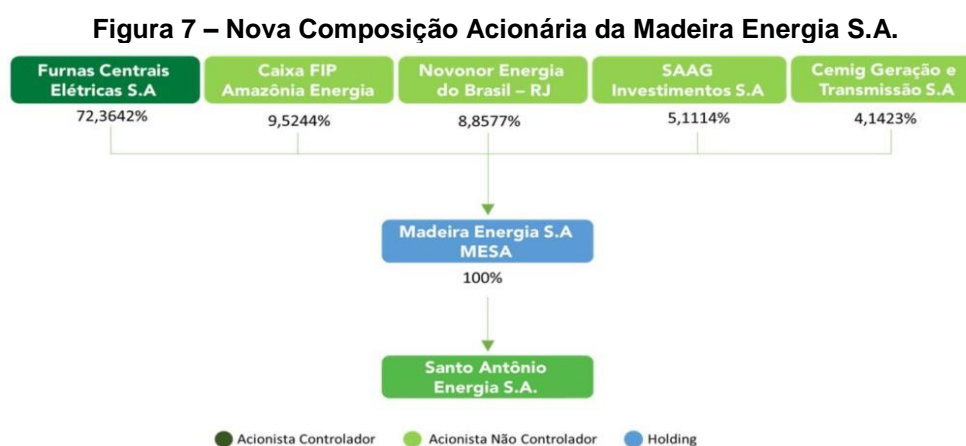 Figura 7 – Nova Composição Acionária da Madeira Energia S.A.
Furnas Centrais
Elétricas S.A
72,3642%
Caixa FIP
Amazônia Energia
9,5244%
Novonor Energia
do Brasil – RJ
8,8577%
SAAG
Investimentos S.A
5,1114%
Cemig Geração e
Transmissão S.A
4,1423%
Madeira Energia S.A
MESA
100%
Santo Antônio
Energia S.A.
Acionista Controlador
Acionista Não Controlador
Holding